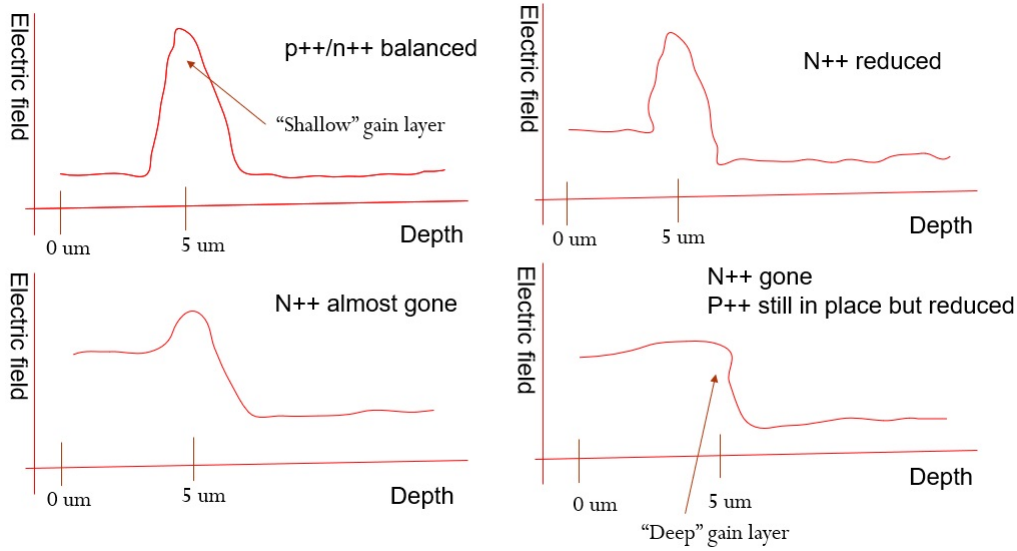 Electric field
p++/n++ balanced
“Shallow” gain layer
0 um
5 um
Depth
Electric field
N++ reduced
0 um
5 um
Depth
Electric field
N++ almost gone
0 um
5 um
Depth
Electric field
N++ gone
P++ still in place but reduced
0 um
5 um
Depth
“Deep” gain layer